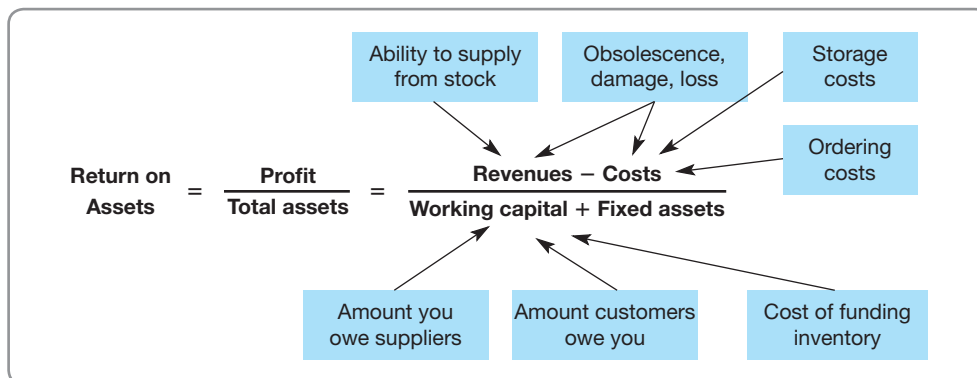 Ability to supply
from stock
Obsolescence,
damage, loss
Storage
costs
Ordering
costs
Return on
Assets
=
Profit
Total assets
=
Revenues – Costs
Working capital + Fixed assets
Amount you
owe suppliers
Amount customers
owe you
Cost of funding
inventory